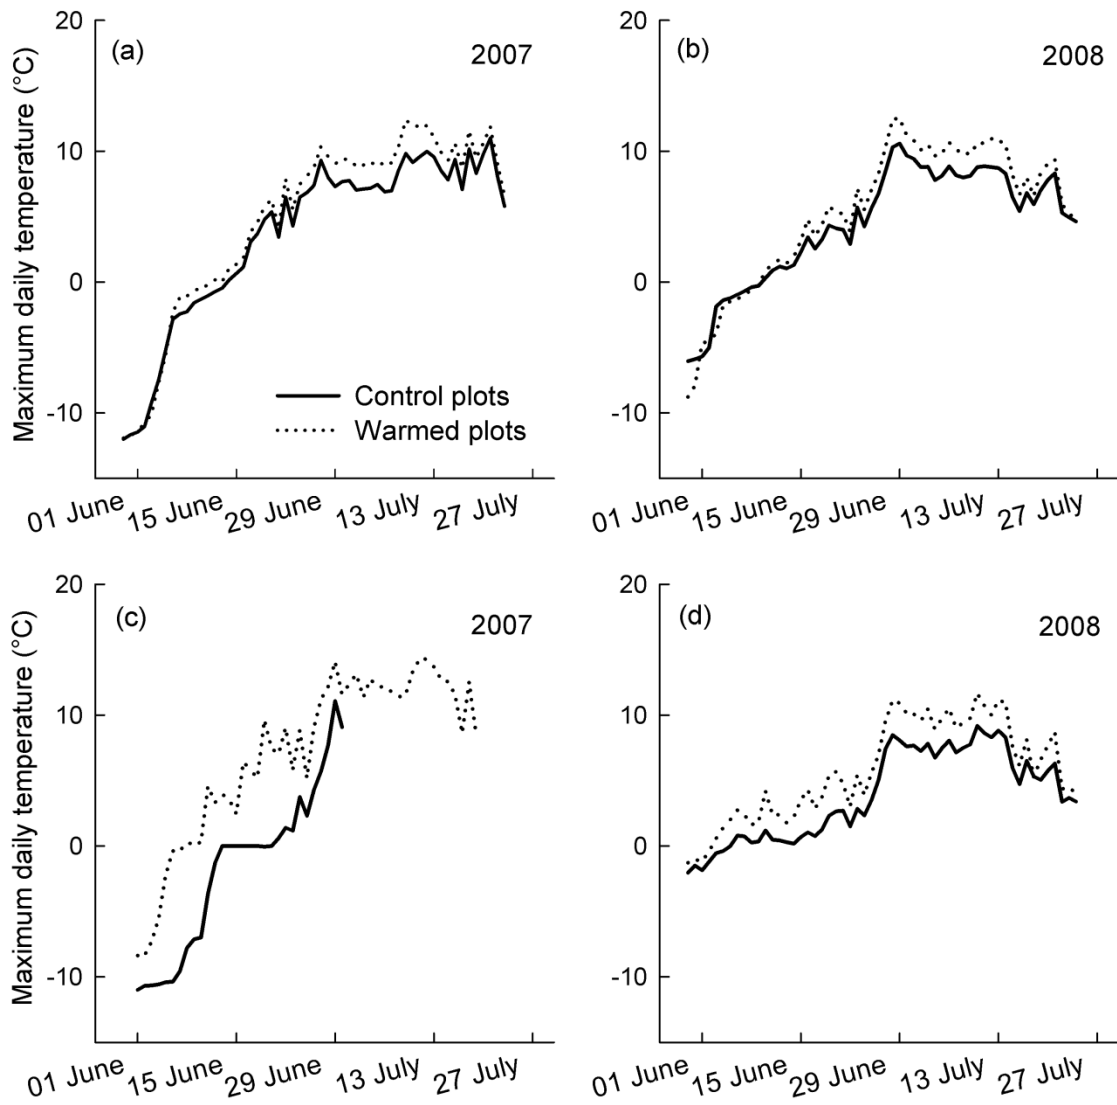 20
10
0
-10
Maximum daily temperature (°C)
(a)
2007
Control plots
Warmed plots
01 June
15 June
29 June
13 July
27 July
20
10
0
-10
(b)
2008
01 June
15 June
29 June
13 July
27 July
20
10
0
-10
Maximum daily temperature (°C)
(c)
2007
01 June
15 June
29 June
13 July
27 July
20
10
0
-10
(d)
2008
01 June
15 June
29 June
13 July
27 July